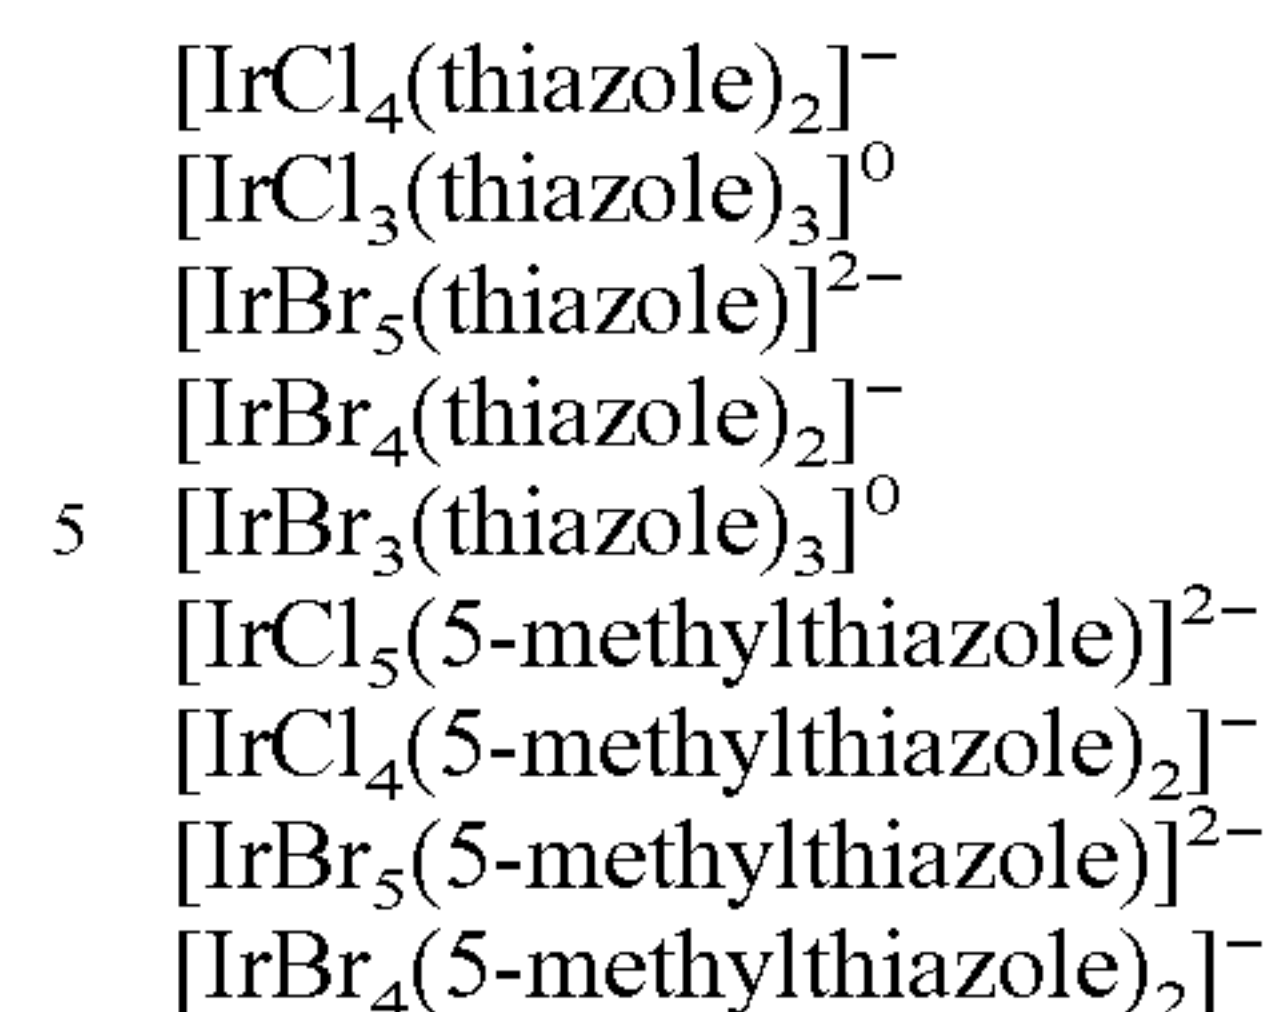 [IrCl₄(thiazole)₂]⁻
[IrCl₃(thiazole)₃]⁰
[IrBr₅(thiazole)]²⁻
[IrBr₄(thiazole)₂]⁻
5 [IrBr₃(thiazole)₃]⁰
[IrCl₅(5-methylthiazole)]²⁻
[IrCl₄(5-methylthiazole)₂]⁻
[IrBr₅(5-methylthiazole)]²⁻
[IrBr₄(5-methylthiazole)₂]⁻